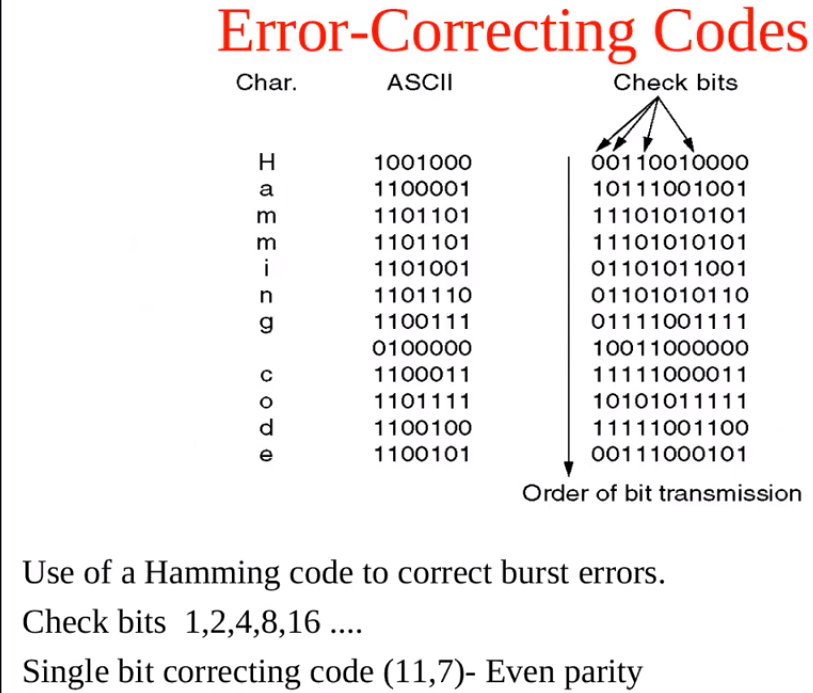 Error-Correcting Codes
Char. ASCII Check bits
H 1001000 00110010000
a 1100001 10111001001
m 1101101 11101010101
m 1101101 11101010101
i 1101001 01101011001
n 1101110 01101010110
g 1100111 01111001111
0100000 10011000000
c 1100011 11111000011
o 1101111 10101011111
d 1100100 11111001100
e 1100101 00111000101
Order of bit transmission
Use of a Hamming code to correct burst errors.
Check bits 1,2,4,8,16 ....
Single bit correcting code (11,7)- Even parity